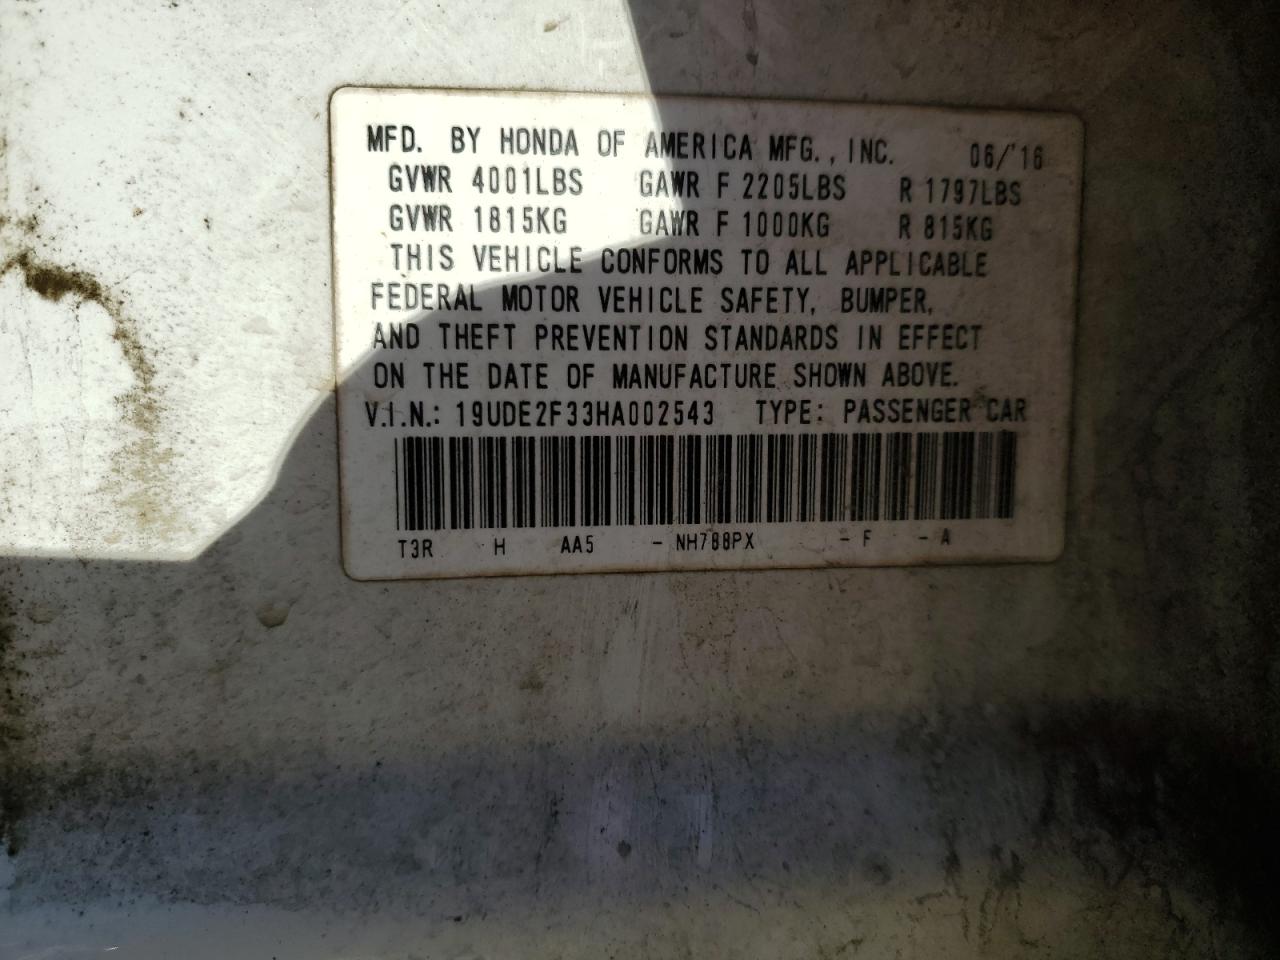 MFD. BY HONDA OF AMERICA MFG., INC. 06/'16
GVWR 4001LBS GAWR F 2205LBS R 1797LBS
GVWR 1815KG GAWR F 1000KG R 815KG
THIS VEHICLE CONFORMS TO ALL APPLICABLE
FEDERAL MOTOR VEHICLE SAFETY, BUMPER,
AND THEFT PREVENTION STANDARDS IN EFFECT
ON THE DATE OF MANUFACTURE SHOWN ABOVE.
V.I.N.: 19UDE2F33HA002543 TYPE: PASSENGER CAR
T3R H AA5 - NH788PX - F - A